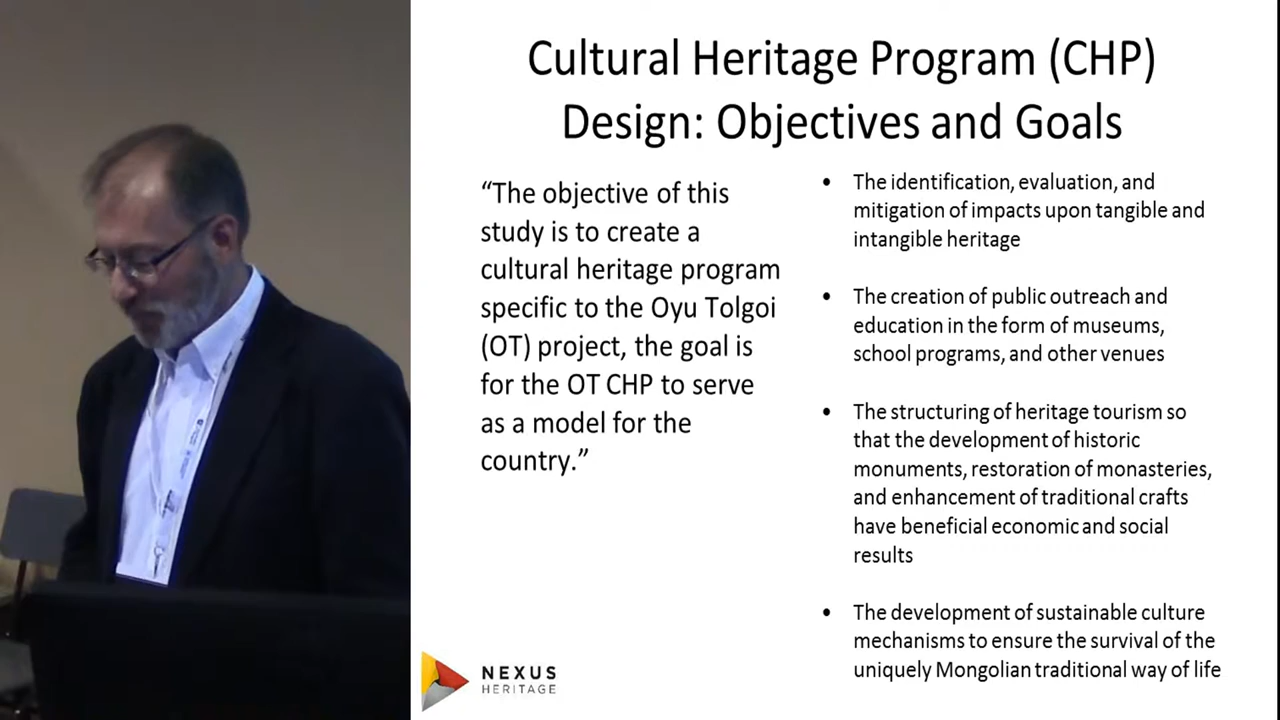 Cultural Heritage Program (CHP)
Design: Objectives and Goals
“The objective of this
study is to create a
cultural heritage program
specific to the Oyu Tolgoi
(OT) project, the goal is
for the OT CHP to serve
as a model for the
country.”
• The identification, evaluation, and
mitigation of impacts upon tangible and
intangible heritage
• The creation of public outreach and
education in the form of museums,
school programs, and other venues
• The structuring of heritage tourism so
that the development of historic
monuments, restoration of monasteries,
and enhancement of traditional crafts
have beneficial economic and social
results
• The development of sustainable culture
mechanisms to ensure the survival of the
uniquely Mongolian traditional way of life
NEXUS
HERITAGE